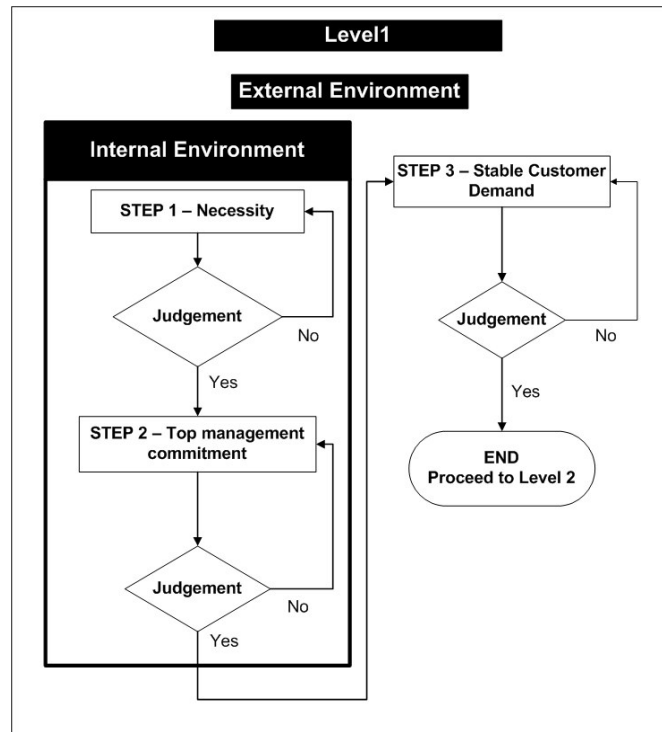 Level1
External Environment
Internal Environment
STEP 1 – Necessity
Judgement
No
Yes
STEP 2 – Top management
commitment
Judgement
No
Yes
STEP 3 – Stable Customer
Demand
Judgement
No
Yes
END
Proceed to Level 2